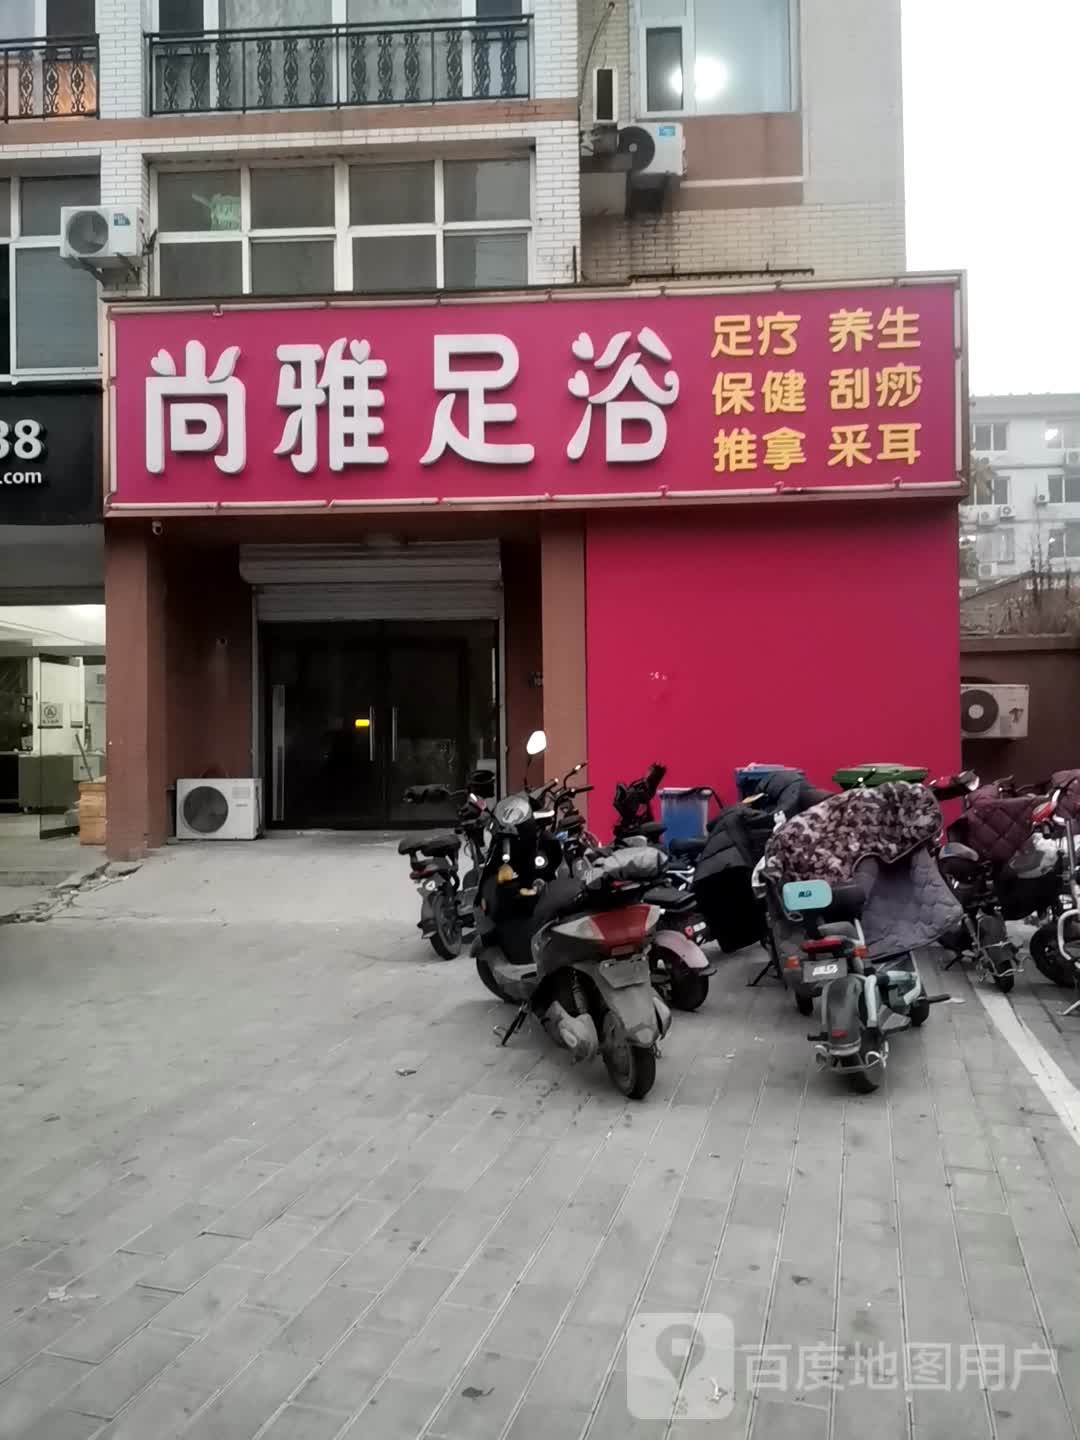 尚雅足浴
足疗 养生
保健 刮痧
推拿 采耳
38
.com
百度地图用户